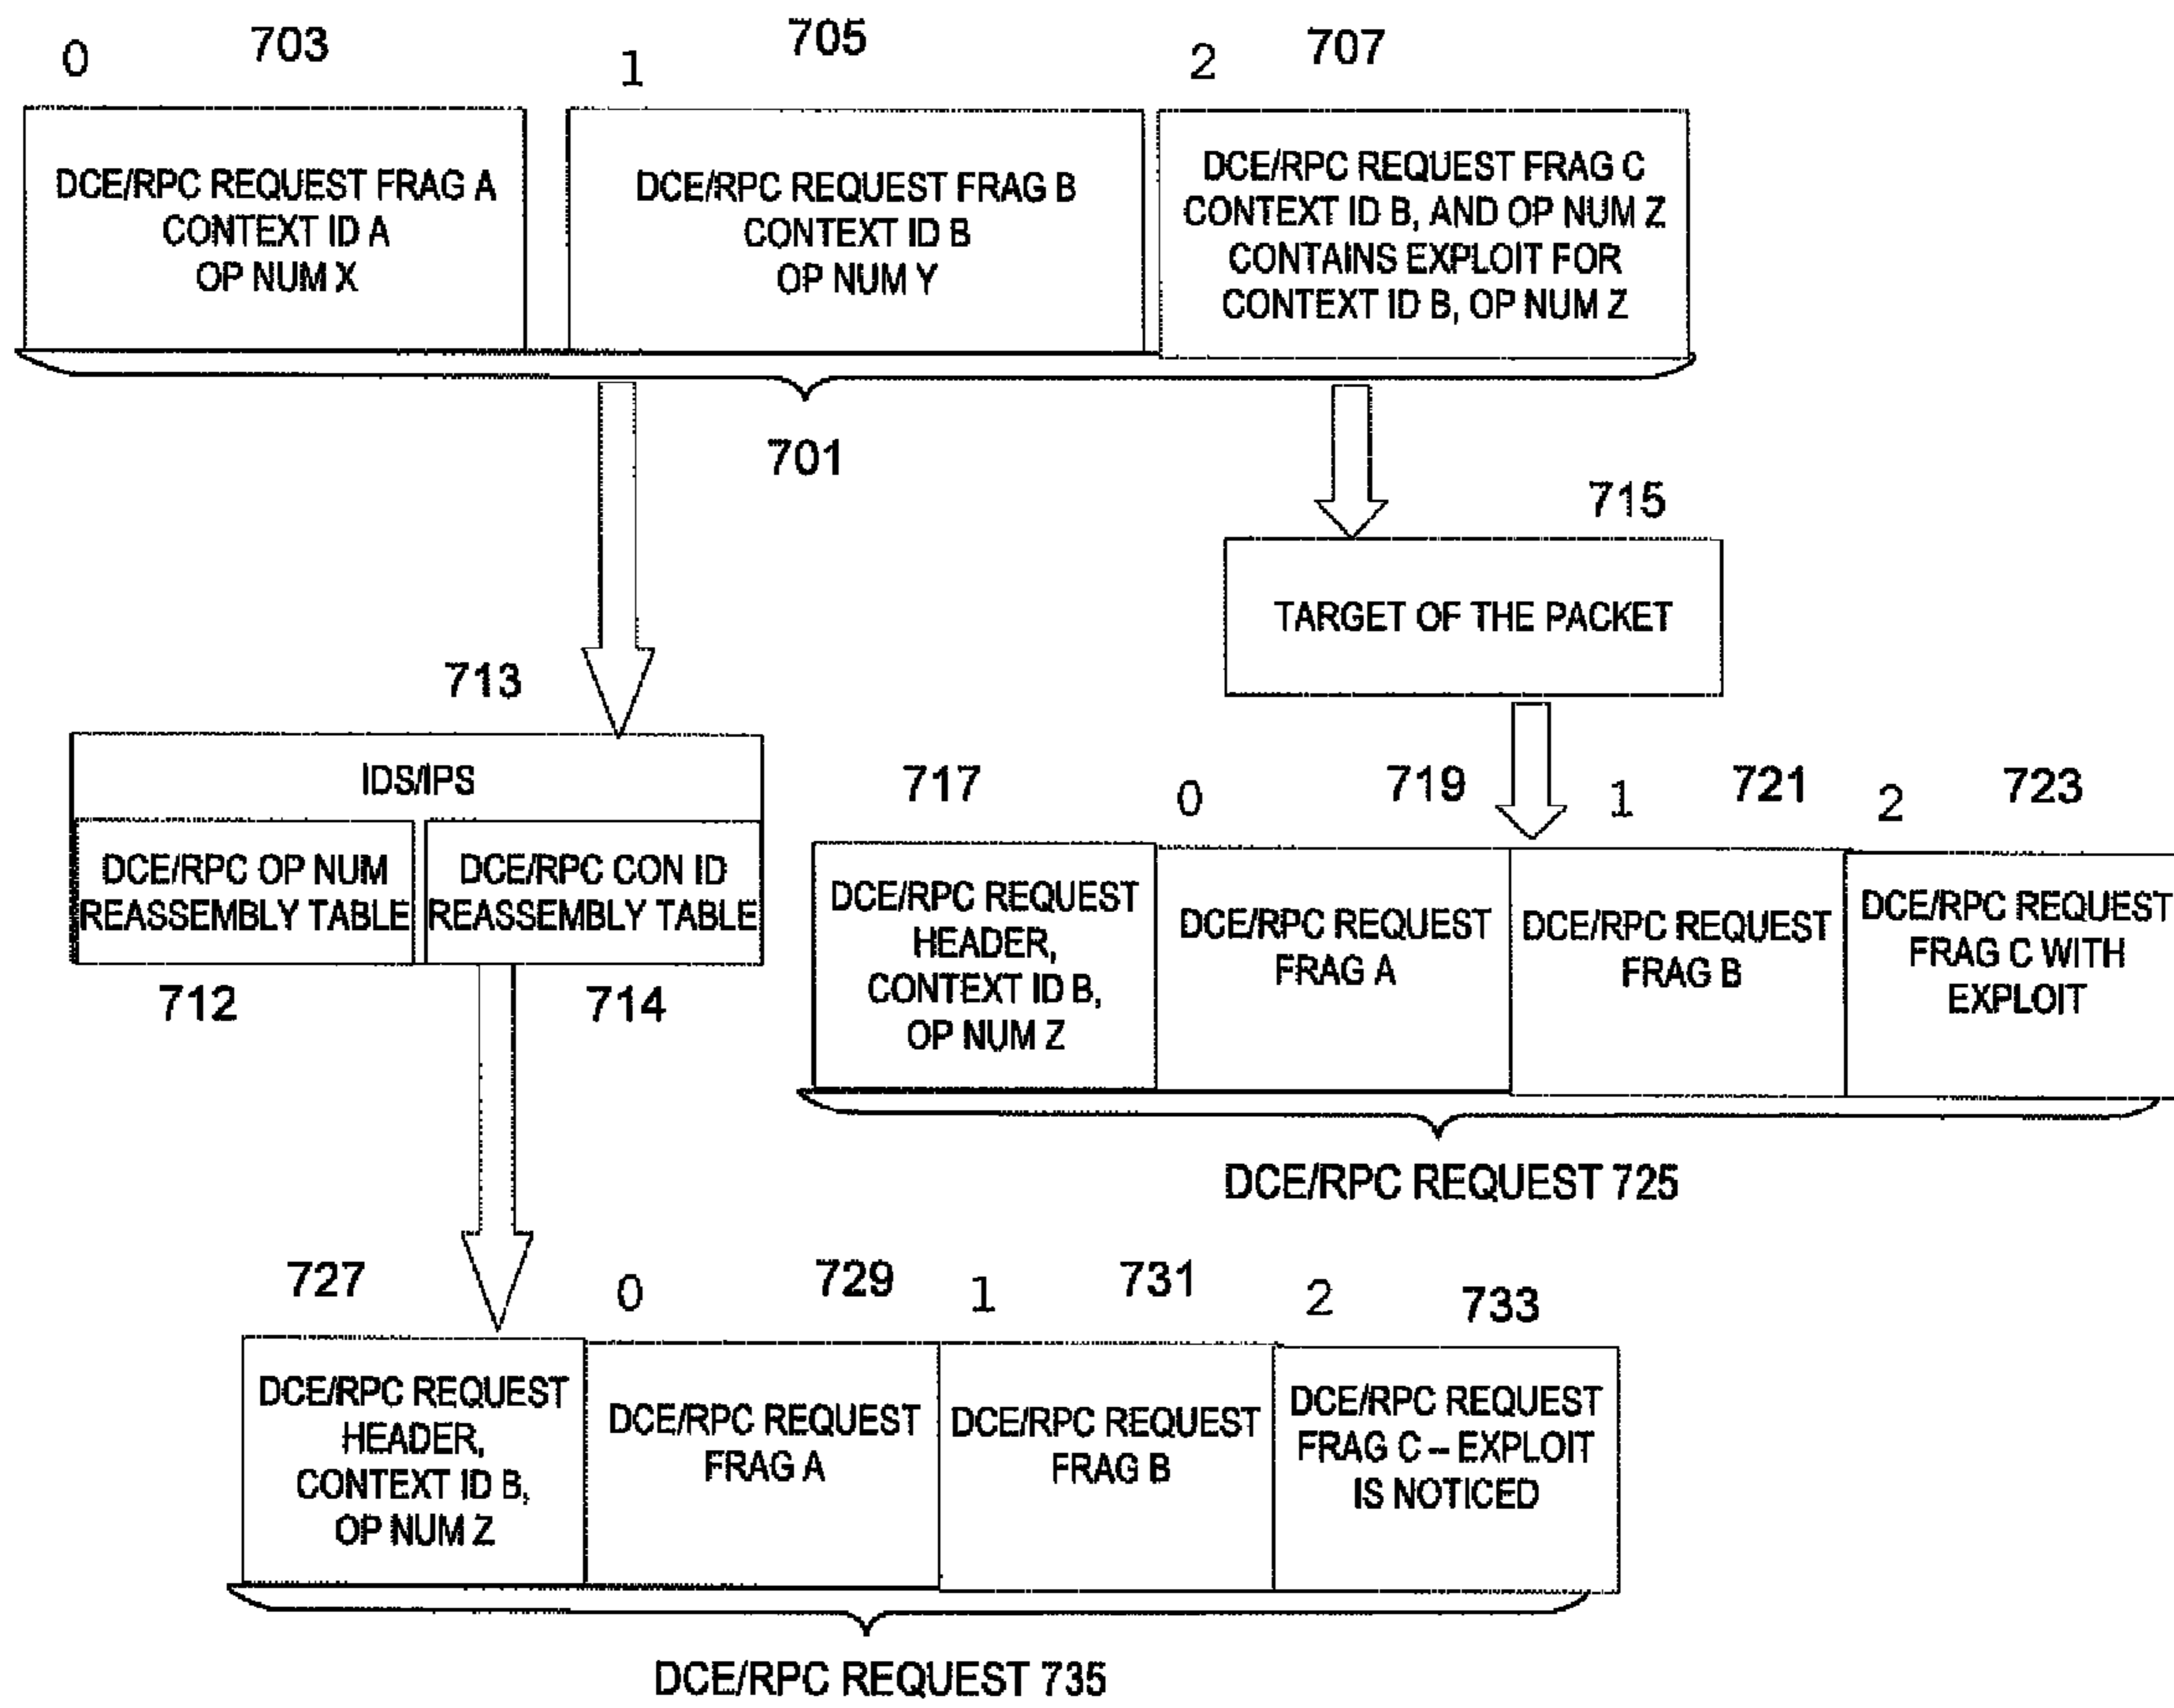 0 703 1 705 2 707
DCE/RPC REQUEST FRAG A
CONTEXT ID A
OP NUM X
DCE/RPC REQUEST FRAG B
CONTEXT ID B
OP NUM Y
DCE/RPC REQUEST FRAG C
CONTEXT ID B, AND OP NUM Z
CONTAINS EXPLOIT FOR
CONTEXT ID B, OP NUM Z
701
715
TARGET OF THE PACKET
713
IDS/IPS
DCE/RPC OP NUM
REASSEMBLY TABLE
DCE/RPC CON ID
REASSEMBLY TABLE
712 714
717 0 719 1 721 2 723
DCE/RPC REQUEST
HEADER,
CONTEXT ID B,
OP NUM Z
DCE/RPC REQUEST
FRAG A
DCE/RPC REQUEST
FRAG B
DCE/RPC REQUEST
FRAG C WITH
EXPLOIT
DCE/RPC REQUEST 725
727 0 729 1 731 2 733
DCE/RPC REQUEST
HEADER,
CONTEXT ID B,
OP NUM Z
DCE/RPC REQUEST
FRAG A
DCE/RPC REQUEST
FRAG B
DCE/RPC REQUEST
FRAG C – EXPLOIT
IS NOTICED
DCE/RPC REQUEST 735